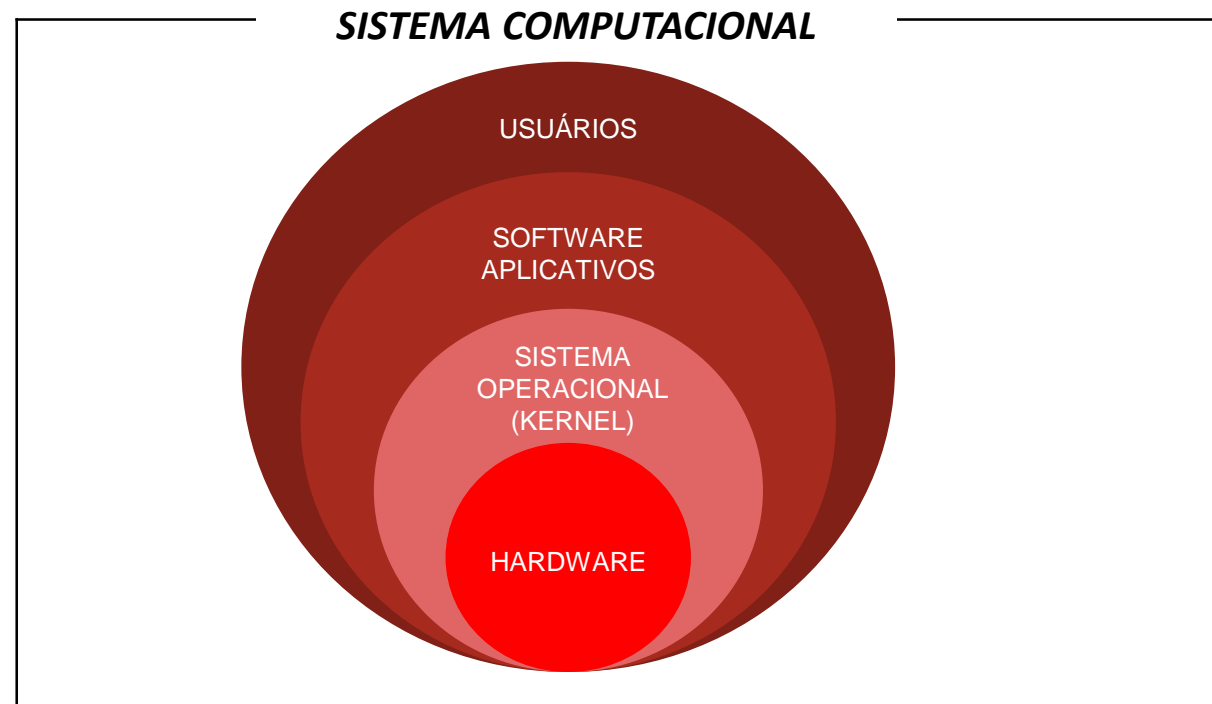 SISTEMA COMPUTACIONAL
USUÁRIOS
SOFTWARE
APLICATIVOS
SISTEMA
OPERACIONAL
(KERNEL)
HARDWARE